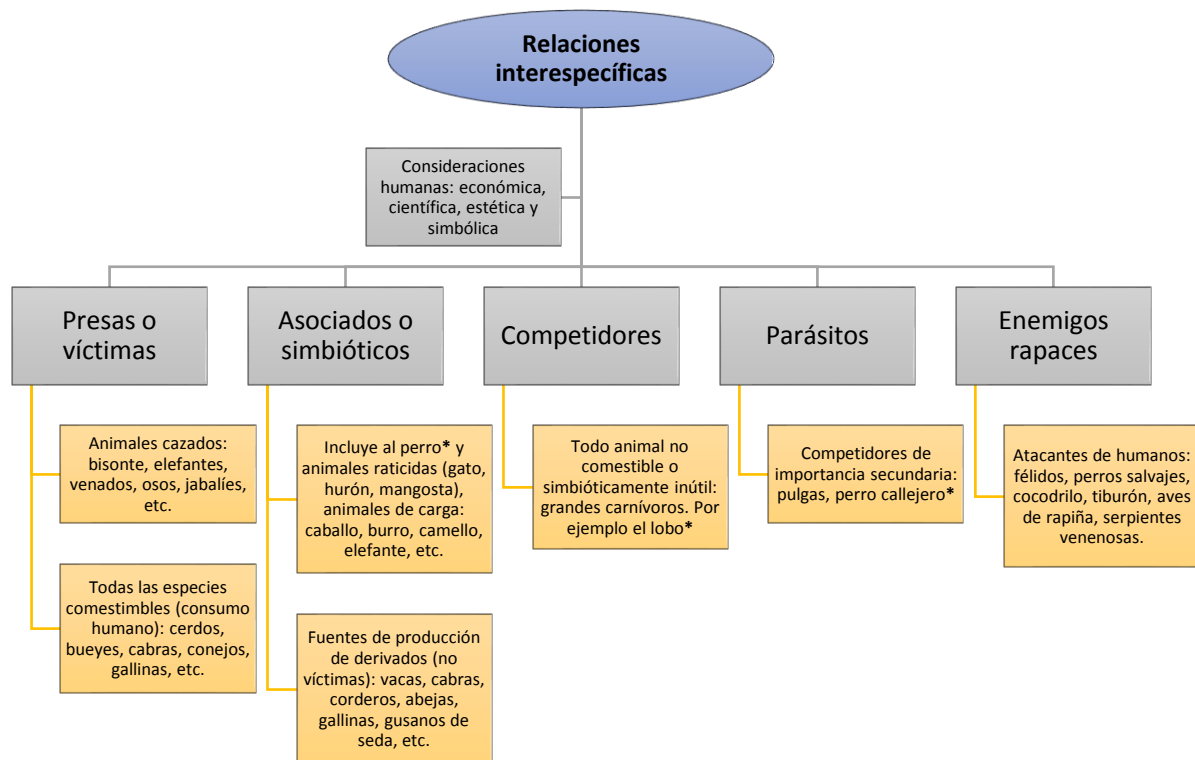 Relaciones
interespecíficas
Consideraciones
humanas: económica,
científica, estética y
simbólica
Presas o
víctimas
Asociados o
simbióticos
Competidores
Parásitos
Enemigos
rapaces
Animales cazados:
bisonte, elefantes,
venados, osos, jabalíes,
etc.
Todas las especies
comestimbles (consumo
humano): cerdos,
bueyes, cabras, conejos,
gallinas, etc.
Incluye al perro* y
animales raticidas (gato,
hurón, mangosta),
animales de carga:
caballo, burro, camello,
elefante, etc.
Fuentes de producción
de derivados (no
víctimas): vacas, cabras,
corderos, abejas,
gallinas, gusanos de
seda, etc.
Todo animal no
comestible o
simbióticamente inútil:
grandes carnívoros. Por
ejemplo el lobo*
Competidores de
importancia secundaria:
pulgas, perro callejero*
Atacantes de humanos:
félidos, perros salvajes,
cocodrilo, tiburón, aves
de rapiña, serpientes
venenosas.